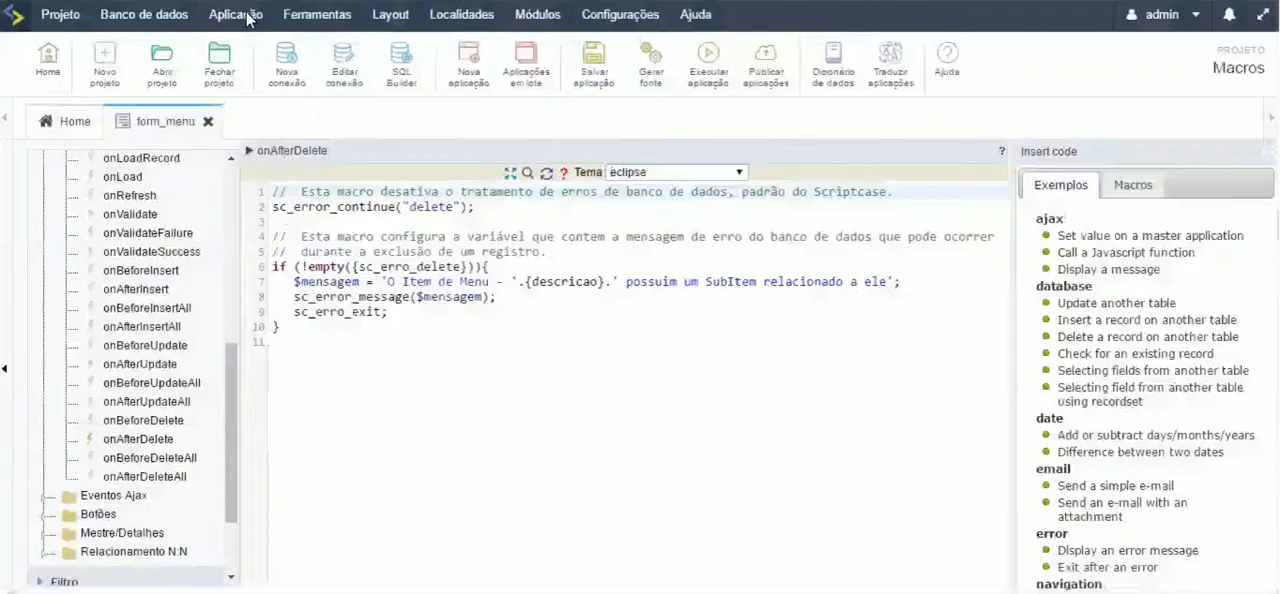 Projeto Banco de dados Aplicação Ferramentas Layout Localidades Módulos Configurações Ajuda admin
Home Novo projeto Abrir projeto Fechar projeto Nova conexão Editar conexão SQL Builder Nova aplicação Aplicações em lote Salvar aplicação Gerar fonte Executar aplicação Publicar aplicações Dicionário de dados Traduzir aplicações Ajuda
PROJETO
Macros
Home form_menu
onLoadRecord
onLoad
onRefresh
onValidate
onValidateFailure
onValidateSuccess
onBeforeInsert
onAfterInsert
onBeforeInsertAll
onAfterInsertAll
onBeforeUpdate
onAfterUpdate
onBeforeUpdateAll
onAfterUpdateAll
onBeforeDelete
onAfterDelete
onBeforeDeleteAll
onAfterDeleteAll
Eventos Ajax
Botões
Mestre/Detalhes
Relacionamento N:N
Filtro
onAfterDelete ?
? Tema eclipse
1 // Esta macro desativa o tratamento de erros de banco de dados, padrão do Scriptcase.
2 sc_error_continue("delete");
3
4 // Esta macro configura a variável que contem a mensagem de erro do banco de dados que pode ocorrer
5 // durante a exclusão de um registro.
6 if (!empty({sc_erro_delete})){
7 $mensagem = 'O Item de Menu - '.{descricao}.' possuim um SubItem relacionado a ele';
8 sc_error_message($mensagem);
9 sc_erro_exit;
10 }
11
Insert code
Exemplos Macros
ajax
Set value on a master application
Call a Javascript function
Display a message
database
Update another table
Insert a record on another table
Delete a record on another table
Check for an existing record
Selecting fields from another table
Selecting field from another table
using recordset
date
Add or subtract days/months/years
Difference between two dates
email
Send a simple e-mail
Send an e-mail with an
attachment
error
Display an error message
Exit after an error
navigation